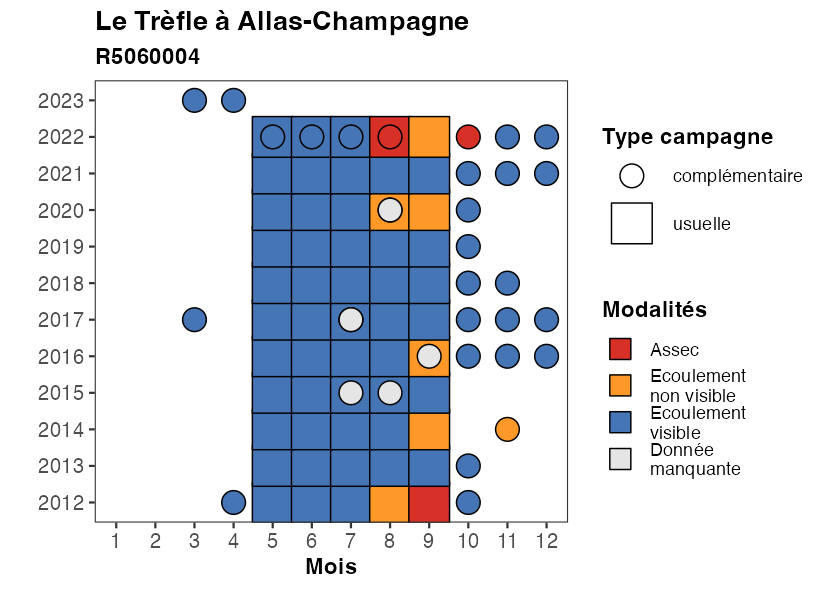 Le Trèfle à Allas-Champagne
R5060004
2023
2022
2021
2020
2019
2018
2017
2016
2015
2014
2013
2012
1 2 3 4 5 6 7 8 9 10 11 12
Mois
Type campagne
complémentaire
usuelle
Modalités
Assec
Ecoulement
non visible
Ecoulement
visible
Donnée
manquante